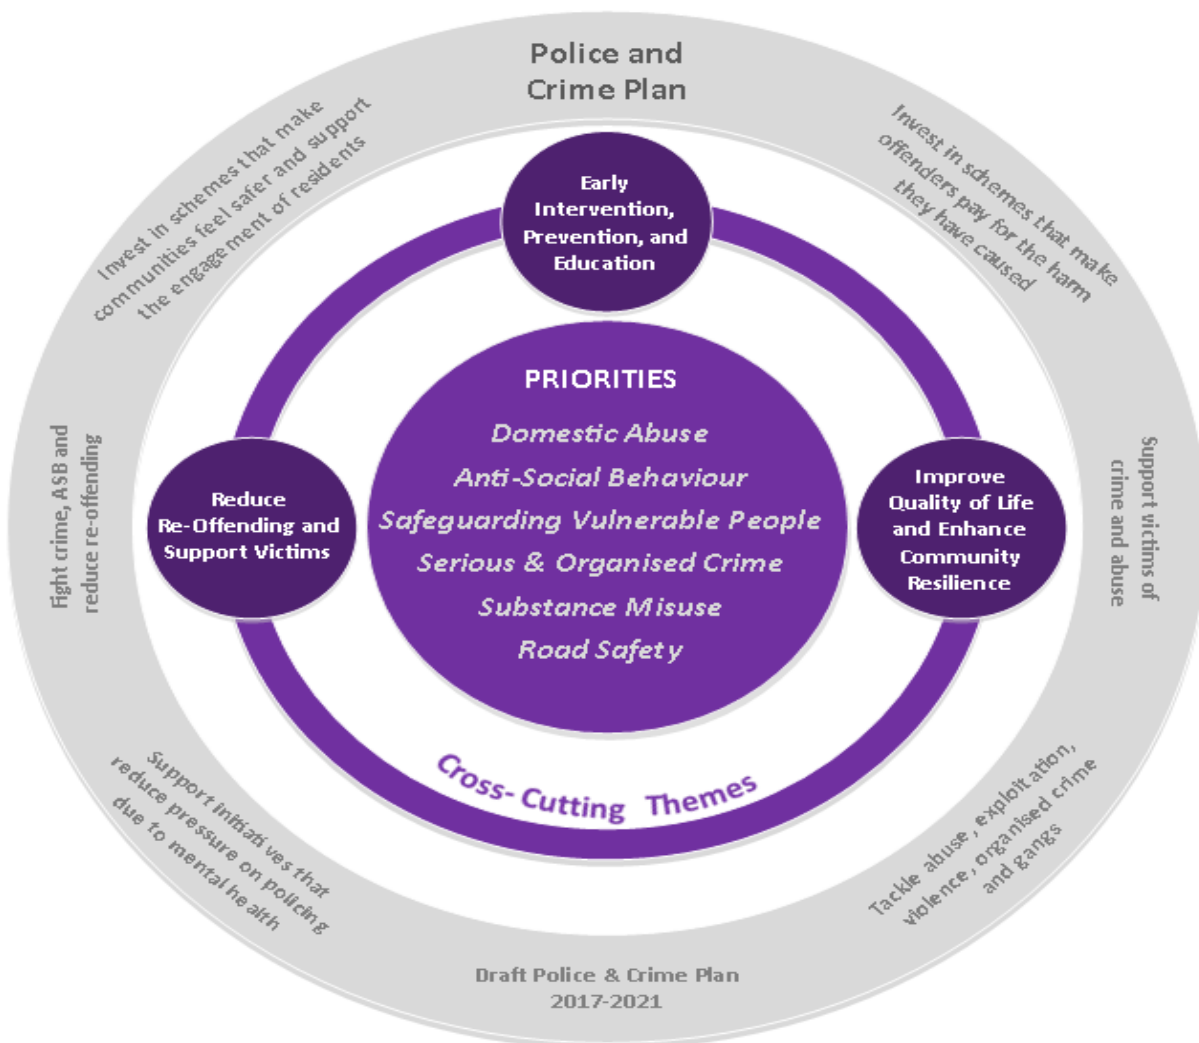 Police and
Crime Plan
Invest in schemes that make
communities feel safer and support
the engagement of residents
Invest in schemes that make
offenders pay for the harm
they have caused
Early
Intervention,
Prevention, and
Education
PRIORITIES
Domestic Abuse
Anti-Social Behaviour
Safeguarding Vulnerable People
Serious & Organised Crime
Substance Misuse
Road Safety
Fight crime, ASB and
reduce re-offending
Reduce
Re-Offending and
Support Victims
Improve
Quality of Life
and Enhance
Community
Resilience
Support victims of
crime and abuse
Cross- Cutting Themes
Support initiatives that
reduce pressure on policing
due to mental health
Tackle abuse, exploitation,
violence, organised crime
and gangs
Draft Police & Crime Plan
2017-2021